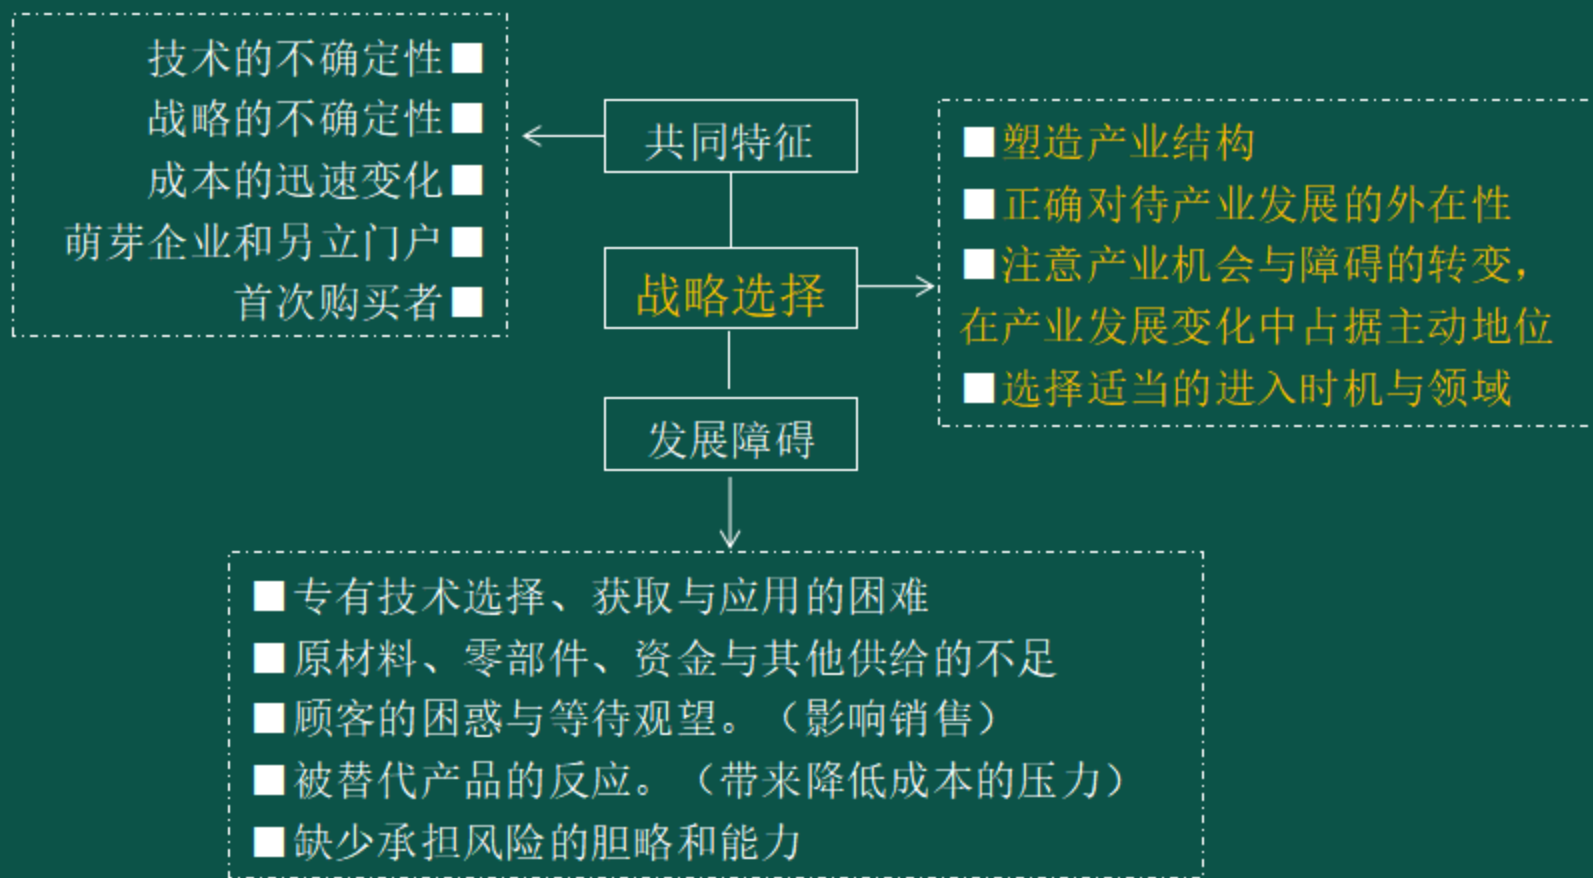 技术的不确定性■
战略的不确定性■
成本的迅速变化■
萌芽企业和另立门户■
首次购买者■
共同特征
战略选择
发展障碍
■塑造产业结构
■正确对待产业发展的外在性
■注意产业机会与障碍的转变，
在产业发展变化中占据主动地位
■选择适当的进入时机与领域
■专有技术选择、获取与应用的困难
■原材料、零部件、资金与其他供给的不足
■顾客的困惑与等待观望。（影响销售）
■被替代产品的反应。（带来降低成本的压力）
■缺少承担风险的胆略和能力